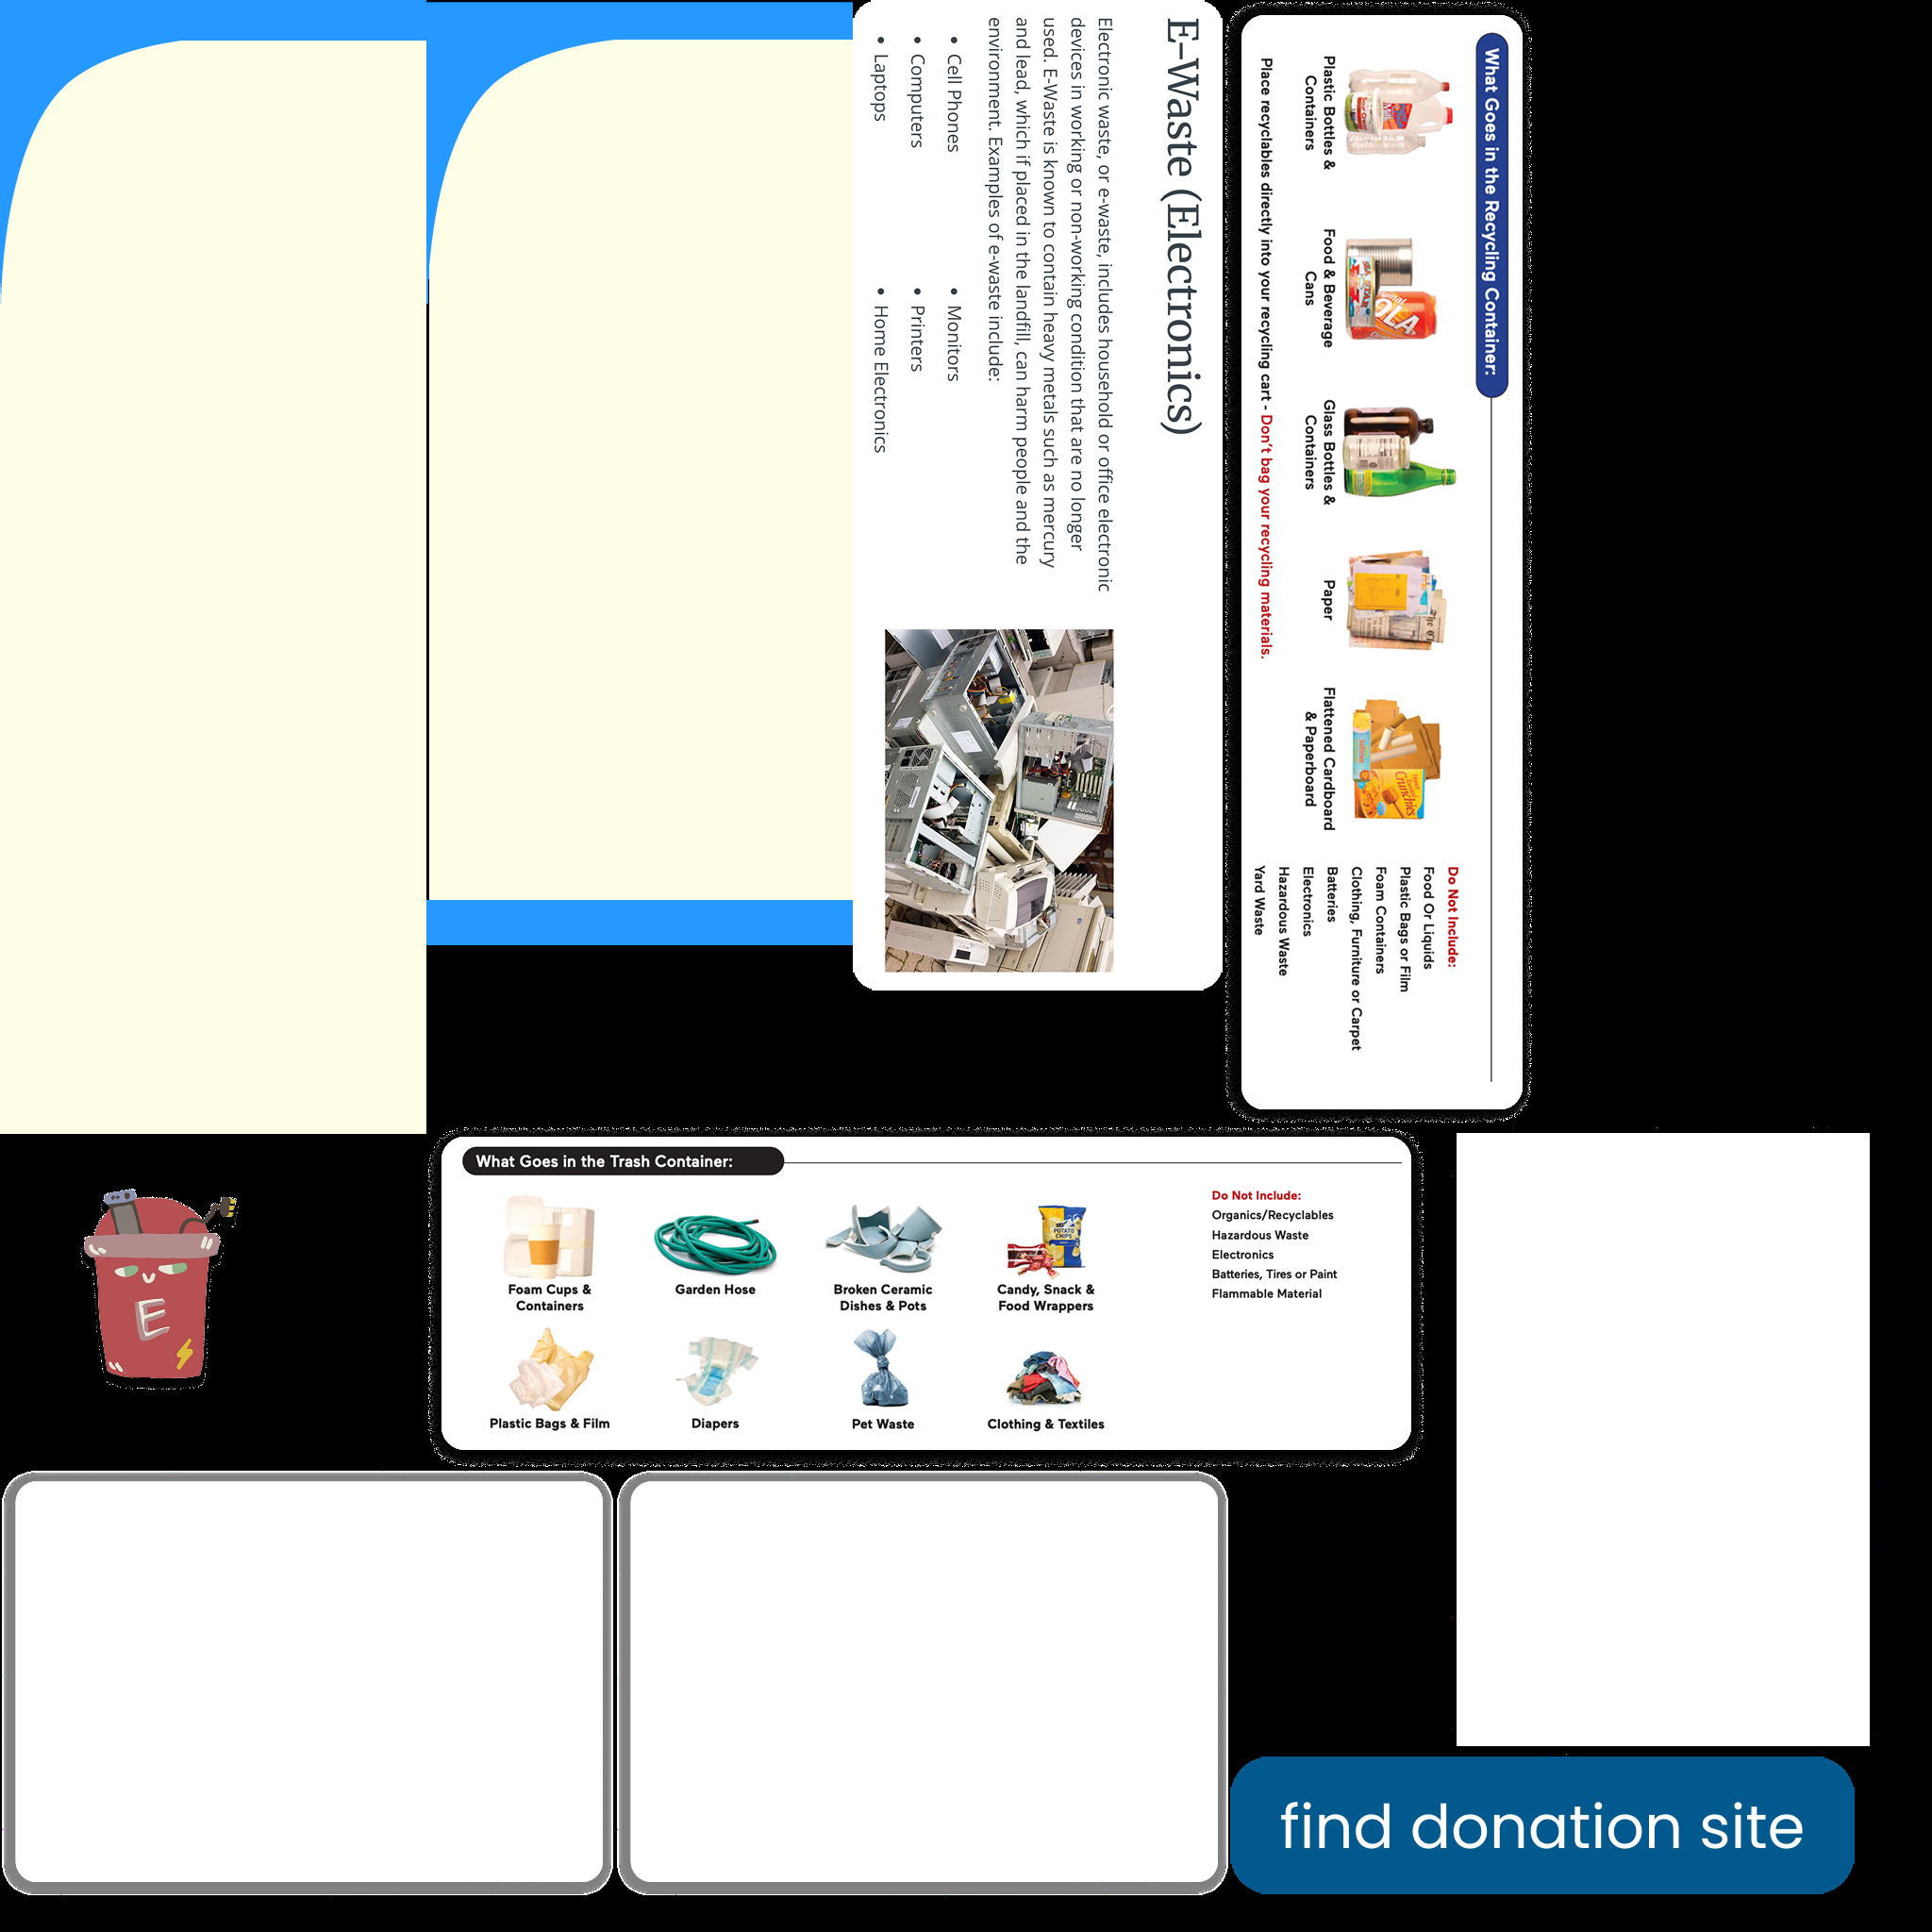 E-Waste (Electronics)
Electronic waste, or e-waste, includes household or office electronic
devices in working or non-working condition that are no longer
used. E-Waste is known to contain heavy metals such as mercury
and lead, which if placed in the landfill, can harm people and the
environment. Examples of e-waste include:
• Cell Phones
• Computers
• Laptops
• Monitors
• Printers
• Home Electronics
What Goes in the Recycling Container:
Plastic Bottles &
Containers
Food & Beverage
Cans
Glass Bottles &
Containers
Paper
Flattened Cardboard
& Paperboard
Place recyclables directly into your recycling cart - Don't bag your recycling materials.
Do Not Include:
Food Or Liquids
Plastic Bags or Film
Foam Containers
Clothing, Furniture or Carpet
Batteries
Electronics
Hazardous Waste
Yard Waste
What Goes in the Trash Container:
Foam Cups &
Containers
Garden Hose
Broken Ceramic
Dishes & Pots
POTATO
CHIPS
Candy, Snack &
Food Wrappers
Plastic Bags & Film
Diapers
Pet Waste
Clothing & Textiles
Do Not Include:
Organics/Recyclables
Hazardous Waste
Electronics
Batteries, Tires or Paint
Flammable Material
E
find donation site